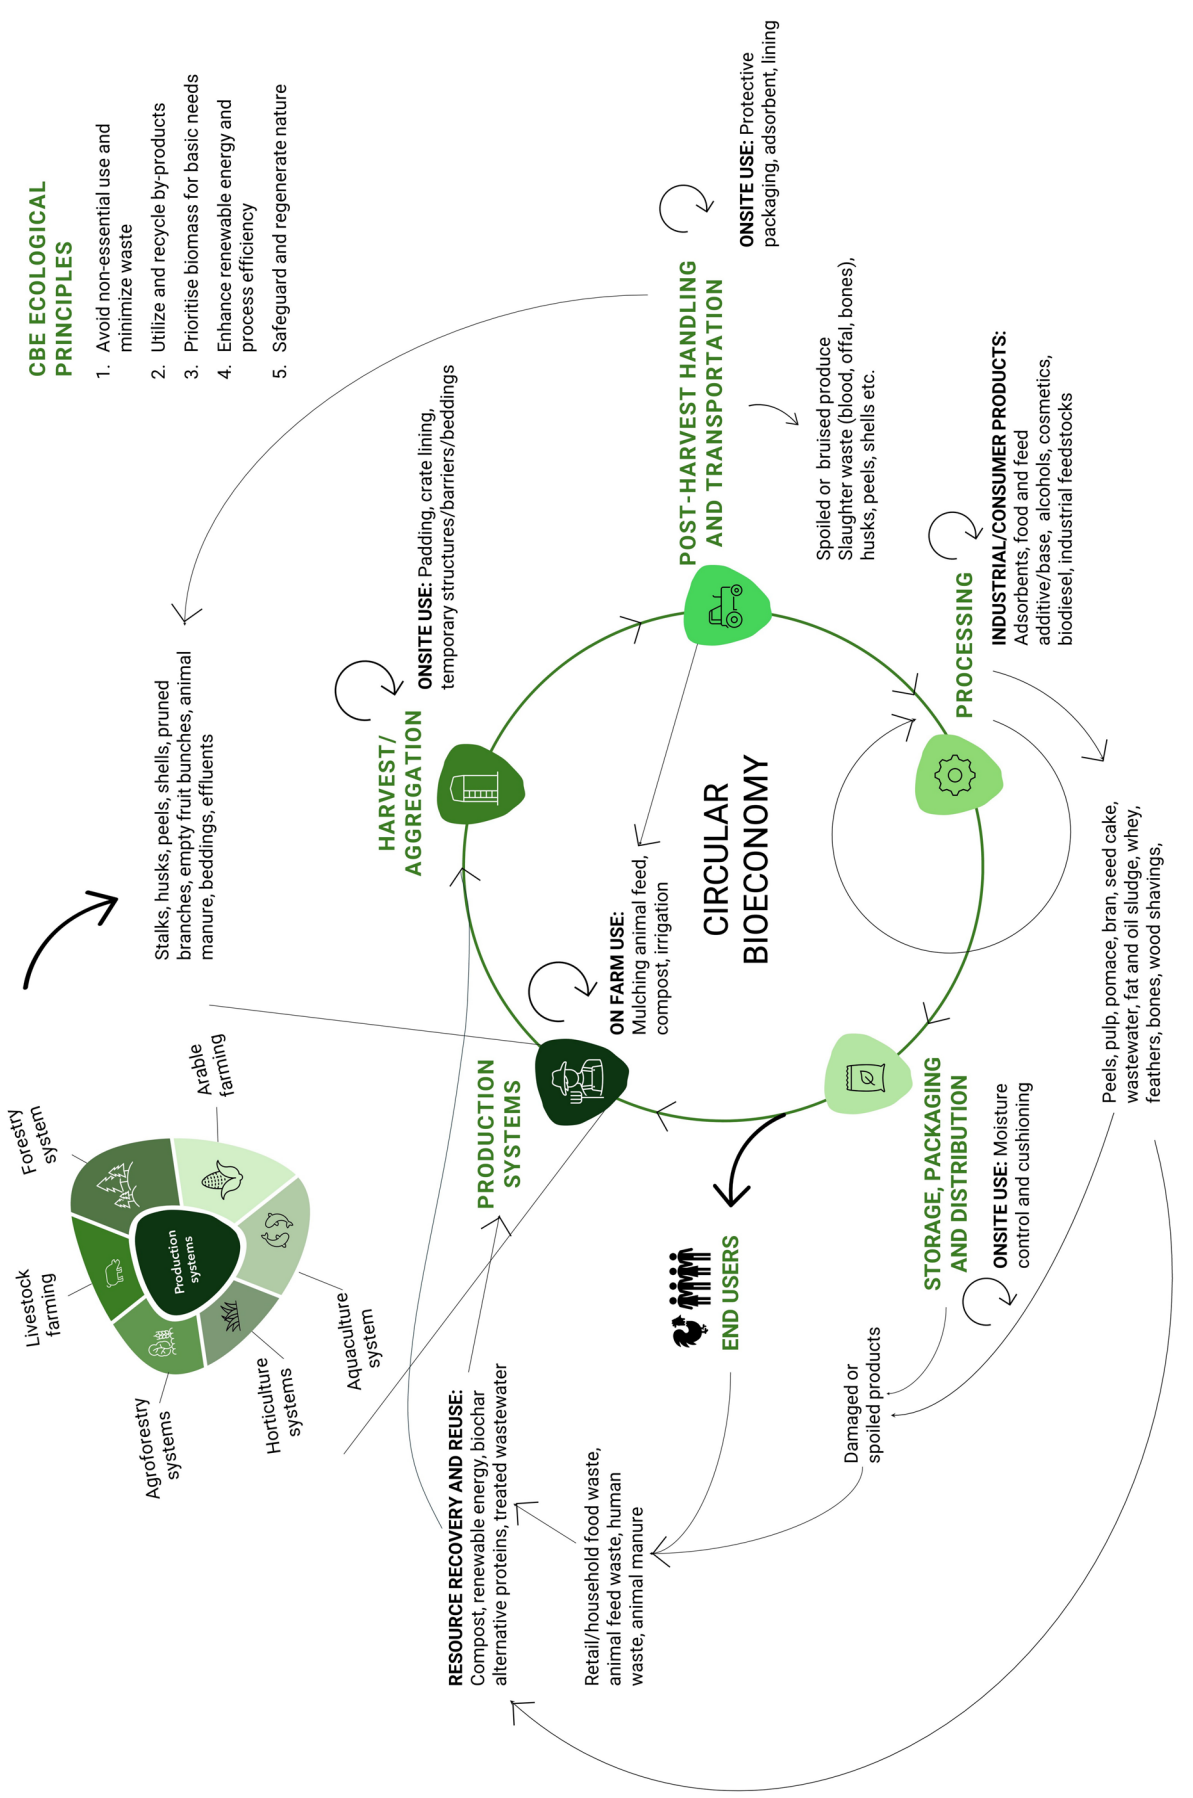 Forestry
system
Livestock
farming
Arable
farming
Production
systems
Agroforestry
systems
Horticulture
systems
Aquaculture
system
CBE ECOLOGICAL
PRINCIPLES
1. Avoid non-essential use and
minimize waste
2. Utilize and recycle by-products
3. Prioritise biomass for basic needs
4. Enhance renewable energy and
process efficiency
5. Safeguard and regenerate nature
Stalks, husks, peels, shells, pruned
branches, empty fruit bunches, animal
manure, beddings, effluents
HARVEST/
AGGREGATION
ONSITE USE: Padding, crate lining,
temporary structures/barriers/beddings
RESOURCE RECOVERY AND REUSE:
Compost, renewable energy, biochar
alternative proteins, treated wastewater
PRODUCTION
SYSTEMS
ON FARM USE:
Mulching animal feed,
compost, irrigation
Retail/household food waste,
animal feed waste, human
waste, animal manure
END USERS
CIRCULAR
BIOECONOMY
POST-HARVEST HANDLING
AND TRANSPORTATION
ONSITE USE: Protective
packaging, adsorbent, lining
Spoiled or bruised produce
Slaughter waste (blood, offal, bones),
husks, peels, shells etc.
Damaged or
spoiled products
STORAGE, PACKAGING
AND DISTRIBUTION
ONSITE USE: Moisture
control and cushioning
PROCESSING
INDUSTRIAL/CONSUMER PRODUCTS:
Adsorbents, food and feed
additive/base, alcohols, cosmetics,
biodiesel, industrial feedstocks
Peels, pulp, pomace, bran, seed cake,
wastewater, fat and oil sludge, whey,
feathers, bones, wood shavings,